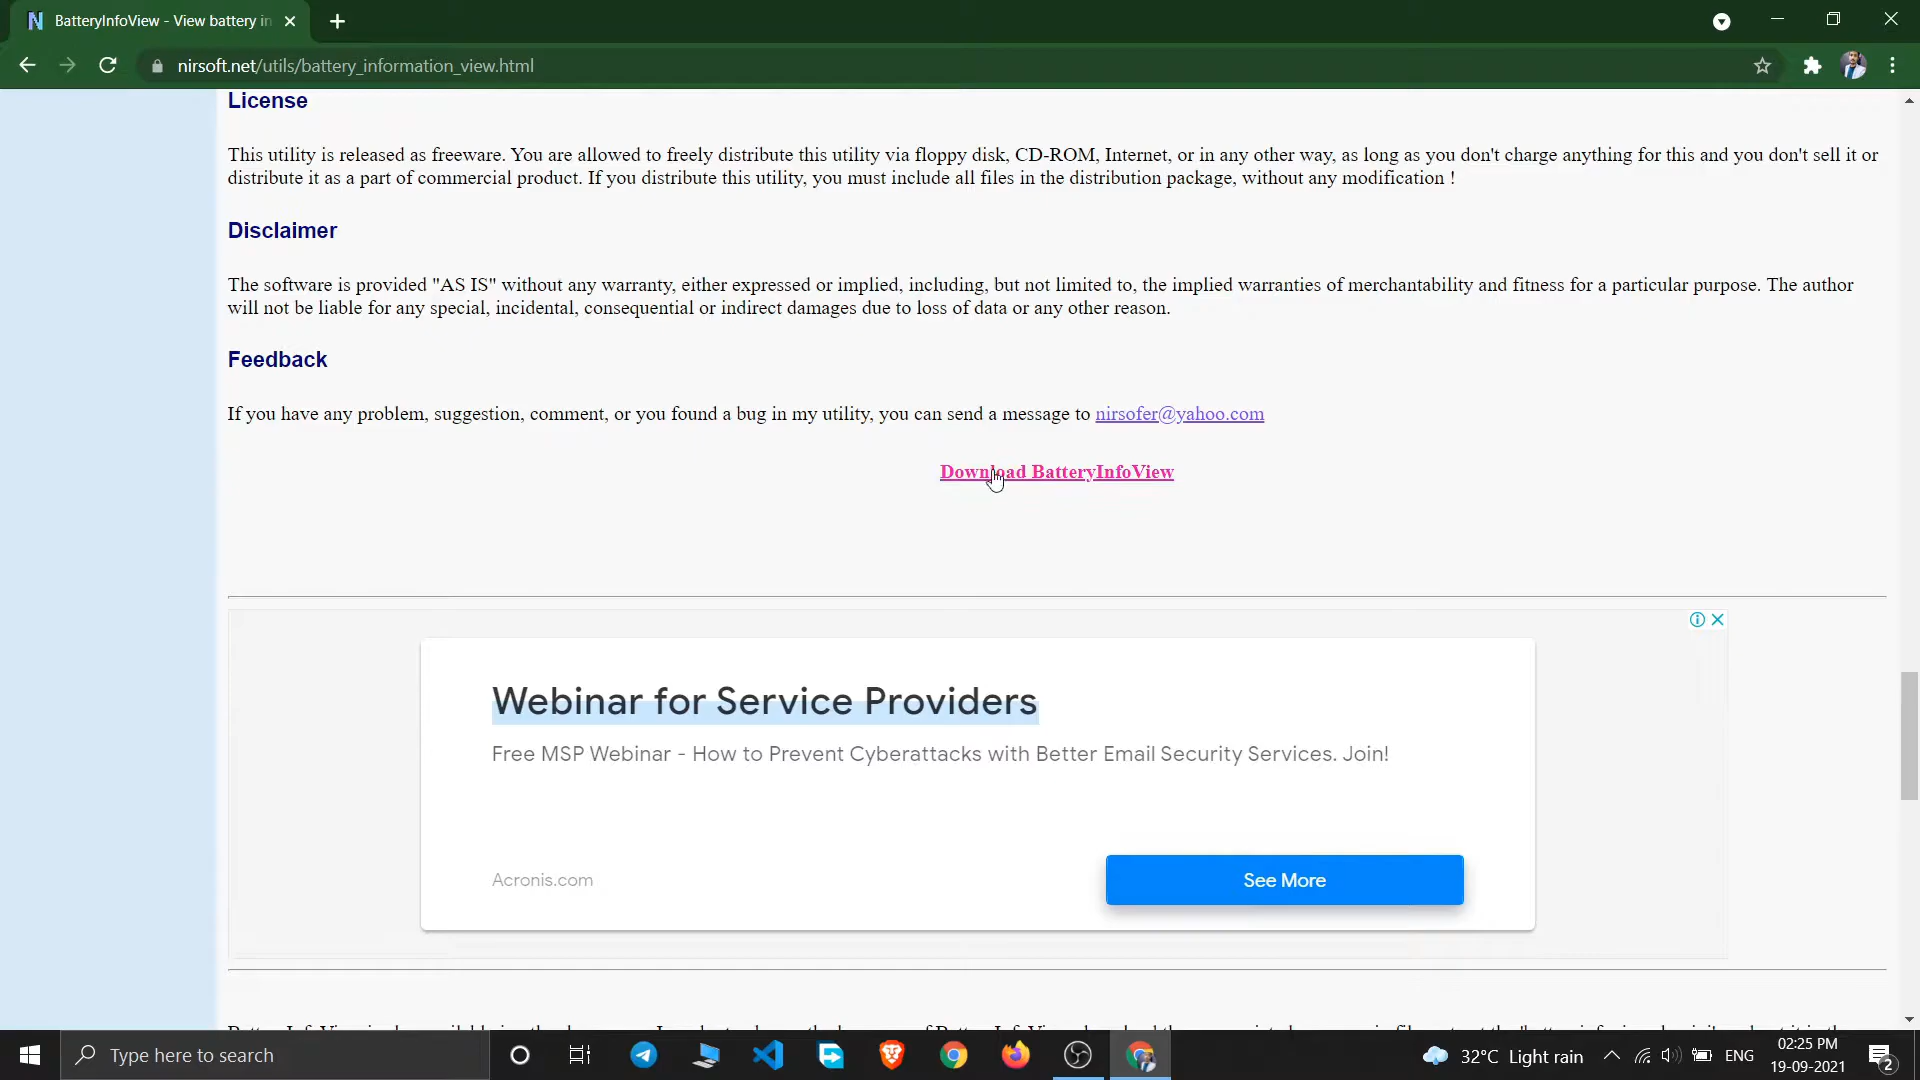 BatteryInfoView - View battery in
nirsoft.net/utils/battery_information_view.html
License
This utility is released as freeware. You are allowed to freely distribute this utility via floppy disk, CD-ROM, Internet, or in any other way, as long as you don't charge anything for this and you don't sell it or
distribute it as a part of commercial product. If you distribute this utility, you must include all files in the distribution package, without any modification !
Disclaimer
The software is provided "AS IS" without any warranty, either expressed or implied, including, but not limited to, the implied warranties of merchantability and fitness for a particular purpose. The author
will not be liable for any special, incidental, consequential or indirect damages due to loss of data or any other reason.
Feedback
If you have any problem, suggestion, comment, or you found a bug in my utility, you can send a message to nirsofer@yahoo.com
Download BatteryInfoView
Webinar for Service Providers
Free MSP Webinar - How to Prevent Cyberattacks with Better Email Security Services. Join!
Acronis.com
See More
Type here to search
32°C Light rain
ENG
02:25 PM
19-09-2021
2